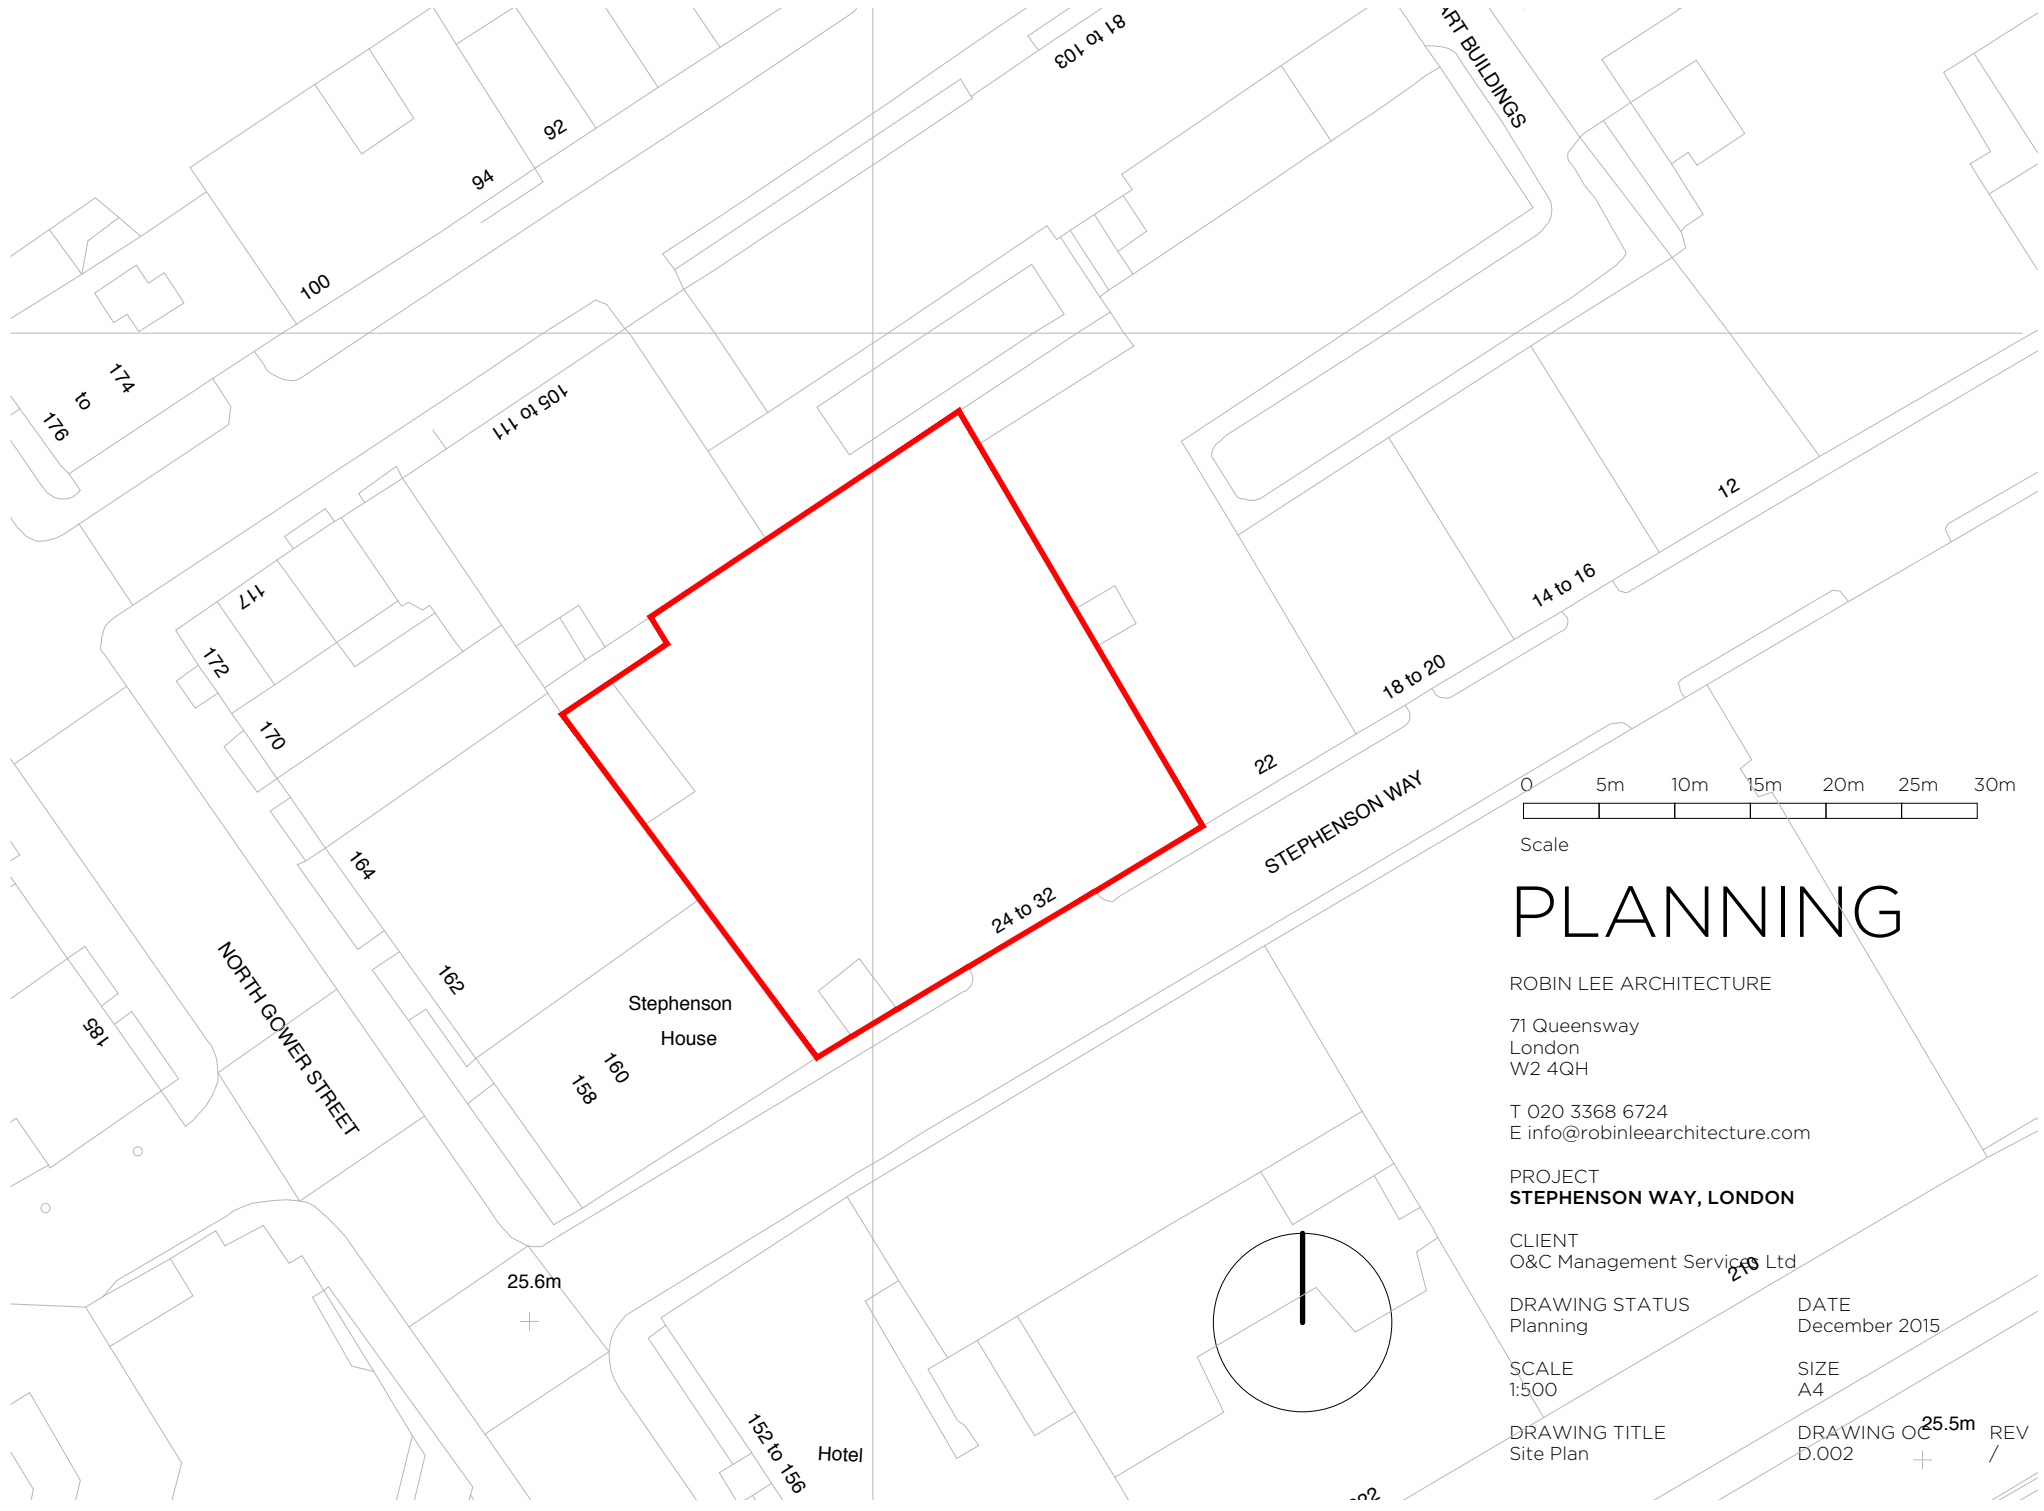 81 to 103
ART BUILDINGS
92
94
100
174
to
176
105 to 111
12
117
14 to 16
172
18 to 20
170
22
STEPHENSON WAY
164
24 to 32
162
NORTH GOWER STREET
Stephenson
House
160
158
185
25.6m
152 to 156
Hotel
210
25.5m
0 5m 10m 15m 20m 25m 30m
Scale
PLANNING
ROBIN LEE ARCHITECTURE
71 Queensway
London
W2 4QH
T 020 3368 6724
E info@robinleearchitecture.com
PROJECT
STEPHENSON WAY, LONDON
CLIENT
O&C Management Services Ltd
DRAWING STATUS DATE
Planning December 2015
SCALE SIZE
1:500 A4
DRAWING TITLE DRAWING OC REV
Site Plan D.002 /